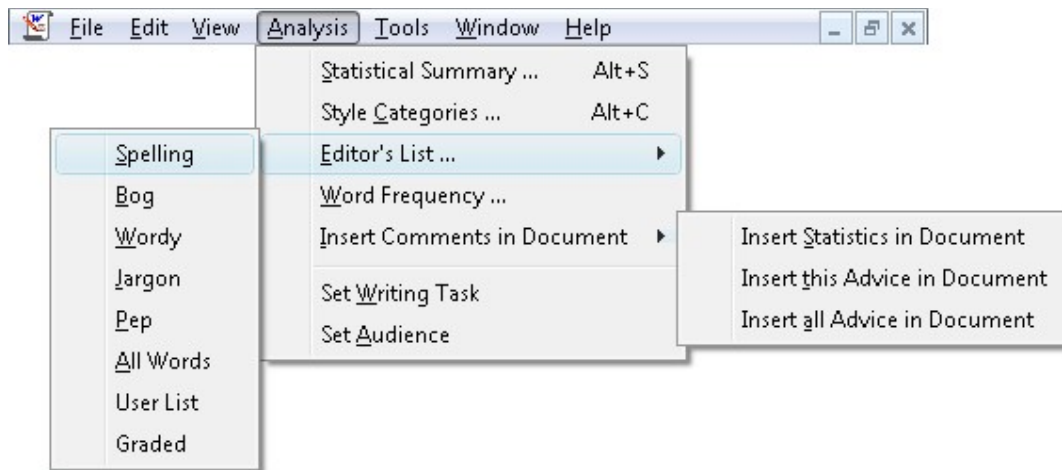 File Edit View Analysis Tools Window Help
Statistical Summary ... Alt+S
Style Categories ... Alt+C
Editor's List ...
Word Frequency ...
Insert Comments in Document
Set Writing Task
Set Audience
Spelling
Bog
Wordy
Jargon
Pep
All Words
User List
Graded
Insert Statistics in Document
Insert this Advice in Document
Insert all Advice in Document